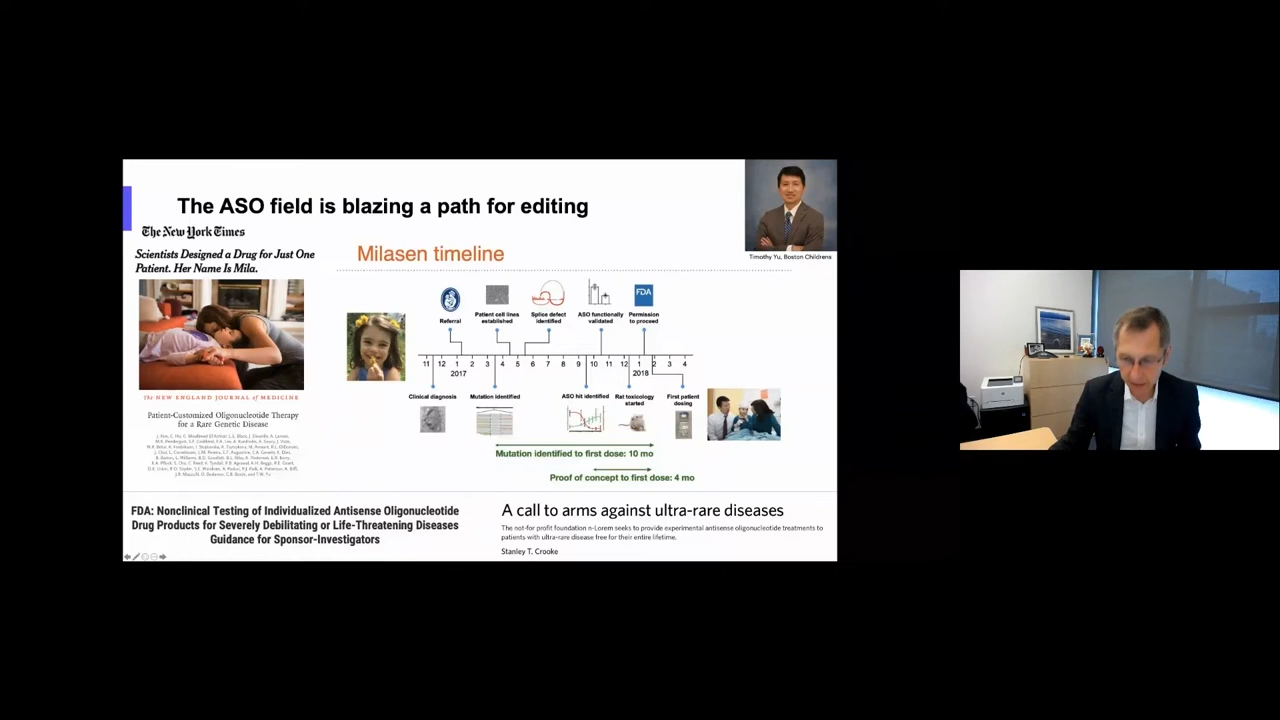 The ASO field is blazing a path for editing
The New York Times
Scientists Designed a Drug for Just One
Patient. Her Name Is Mila.
Milasen timeline
Timothy Yu, Boston Childrens
Referral
Patient cell lines
established
Splice defect
identified
ASO functionally
validated
FDA
Permission
to proceed
11 12 1 2 3 4 5 6 7 8 9 10 11 12 1 2 3 4
2017
2018
Clinical diagnosis
Mutation identified
ASO hit identified
Rat toxicology
started
First patient
dosing
Mutation identified to first dose: 10 mo
Proof of concept to first dose: 4 mo
The NEW ENGLAND JOURNAL of MEDICINE
Patient-Customized Oligonucleotide Therapy
for a Rare Genetic Disease
FDA: Nonclinical Testing of Individualized Antisense Oligonucleotide
Drug Products for Severely Debilitating or Life-Threatening Diseases
Guidance for Sponsor-Investigators
A call to arms against ultra-rare diseases
The not-for profit foundation n-Lorem seeks to provide experimental antisense oligonucleotide treatments to
patients with ultra-rare disease free for their entire lifetime.
Stanley T. Crooke